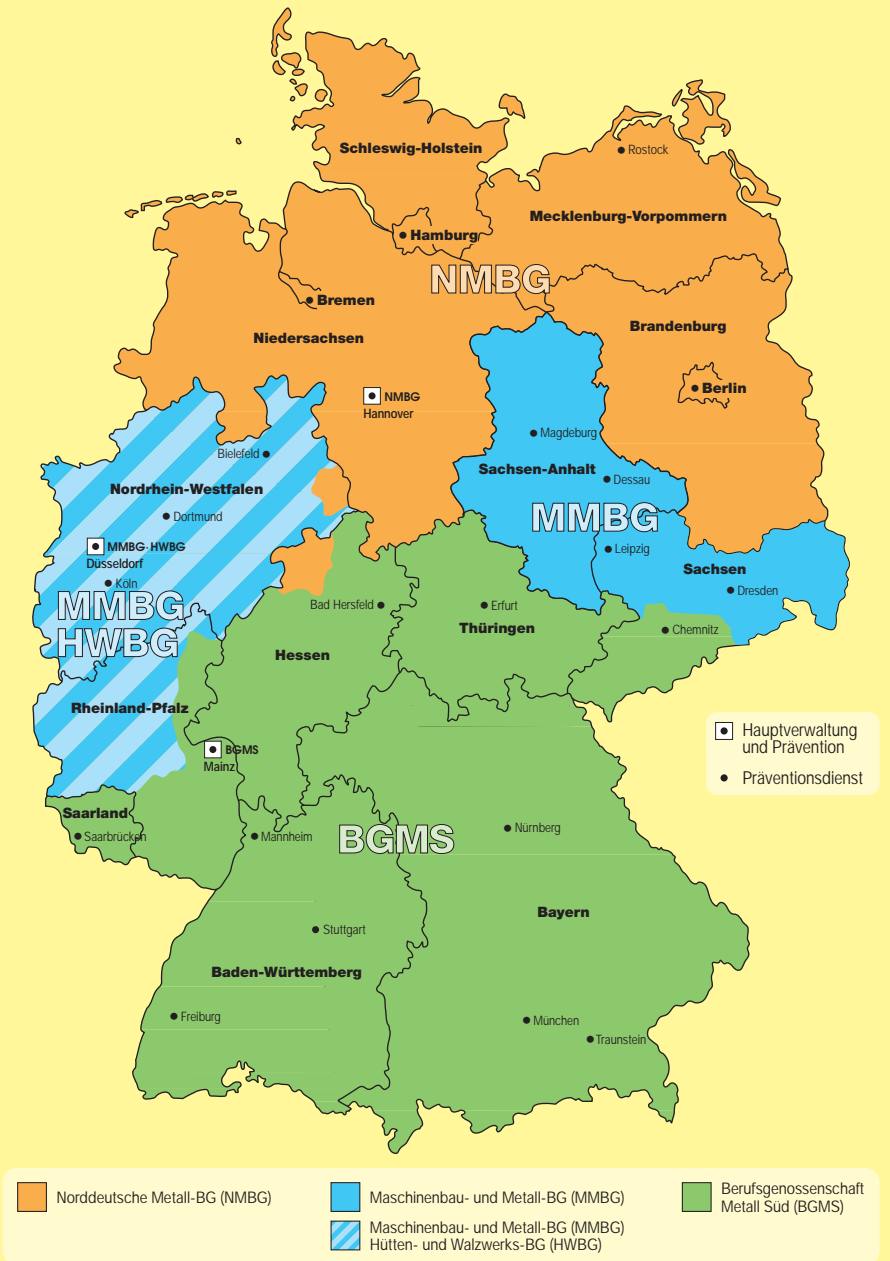 Schleswig-Holstein
Rostock
Mecklenburg-Vorpommern
Hamburg
NMBG
Bremen
Brandenburg
Niedersachsen
Berlin
NMBG
Hannover
Magdeburg
Bielefeld
Sachsen-Anhalt
Dessau
Nordrhein-Westfalen
Dortmund
MMBG
MMBG·HWBG
Düsseldorf
Leipzig
Sachsen
Köln
Dresden
MMBG
HWBG
Bad Hersfeld
Erfurt
Thüringen
Chemnitz
Hessen
Rheinland-Pfalz
BGMS
Mainz
Hauptverwaltung
und Prävention
Präventionsdienst
Saarland
Saarbrücken
Mannheim
BGMS
Nürnberg
Bayern
Stuttgart
Baden-Württemberg
Freiburg
München
Traunstein
Norddeutsche Metall-BG (NMBG)
Maschinenbau- und Metall-BG (MMBG)
Maschinenbau- und Metall-BG (MMBG)
Hütten- und Walzwerks-BG (HWBG)
Berufsgenossenschaft
Metall Süd (BGMS)